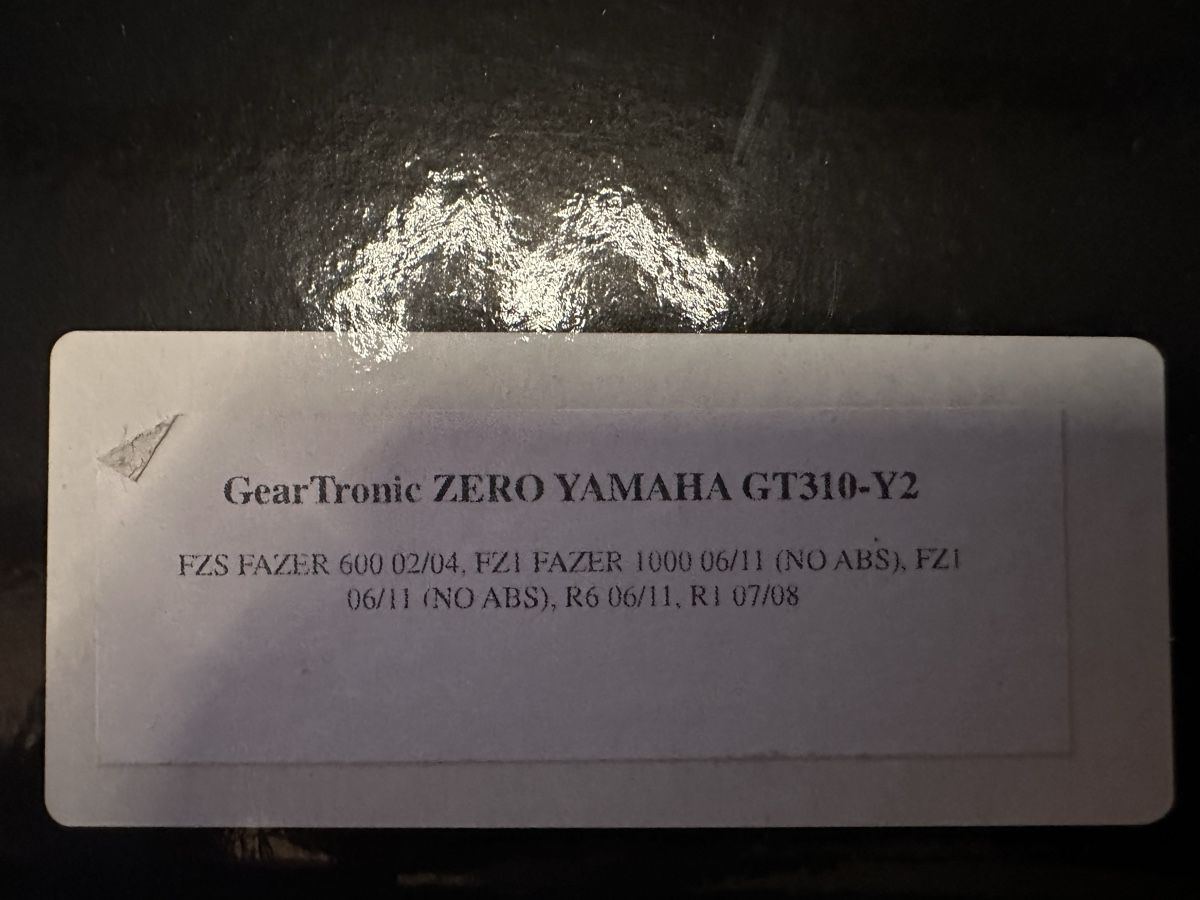 GearTronic ZERO YAMAHA GT310-Y2
FZS FAZER 600 02/04, FZ1 FAZER 1000 06/11 (NO ABS), FZ1
06/11 (NO ABS), R6 06/11, R1 07/08